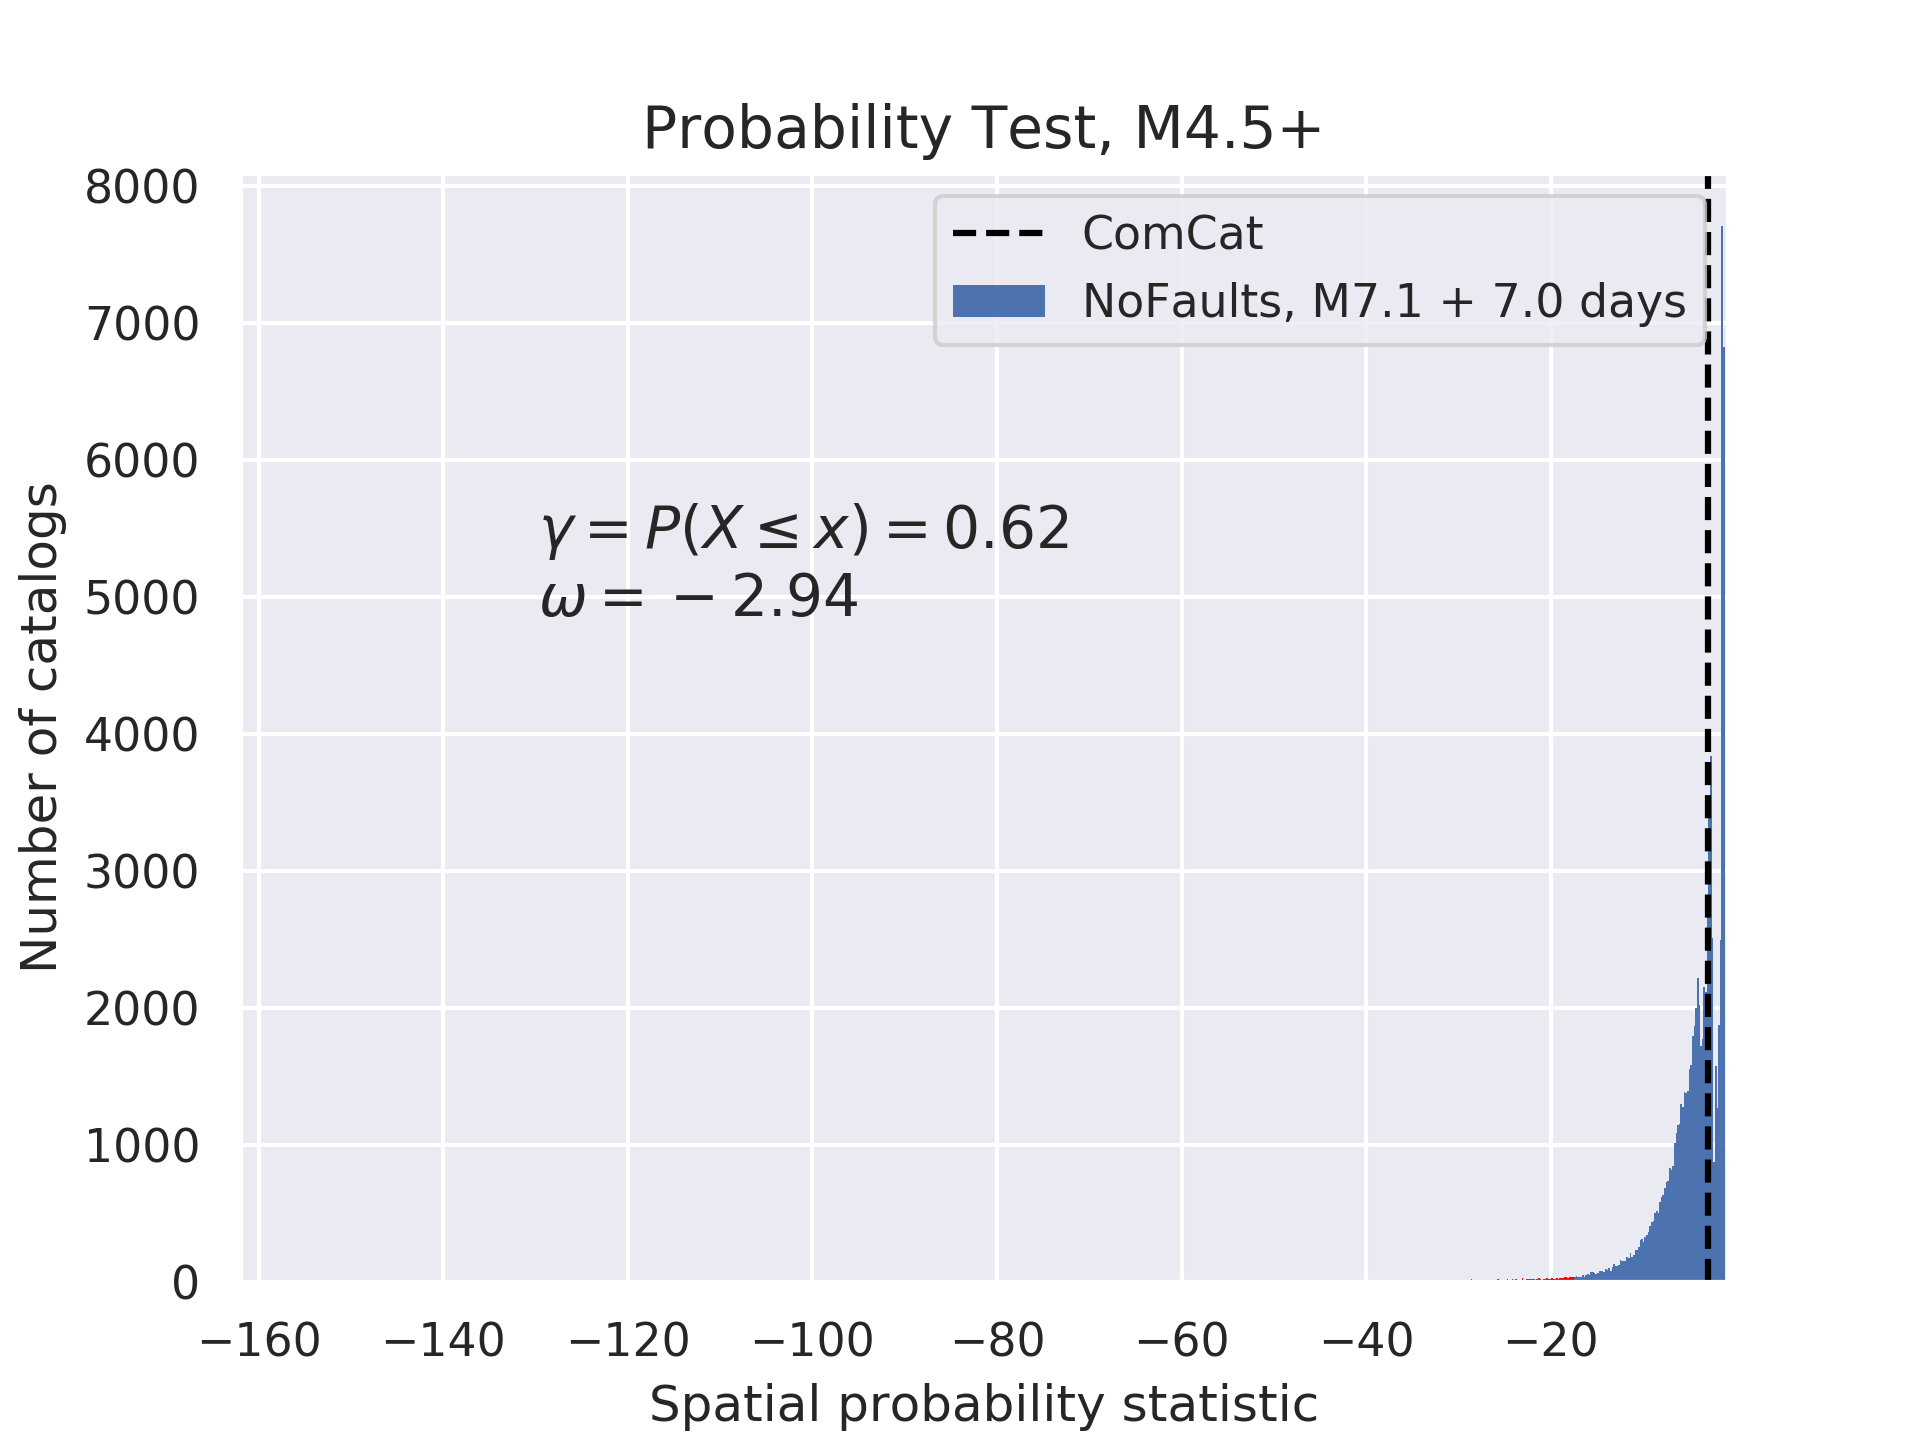 Probability Test, M4.5+
8000
7000
6000
5000
4000
3000
2000
1000
0
Number of catalogs
ComCat
NoFaults, M7.1 + 7.0 days
γ = P(X ≤ x) = 0.62
ω = − 2.94
−160 −140 −120 −100 −80 −60 −40 −20
Spatial probability statistic